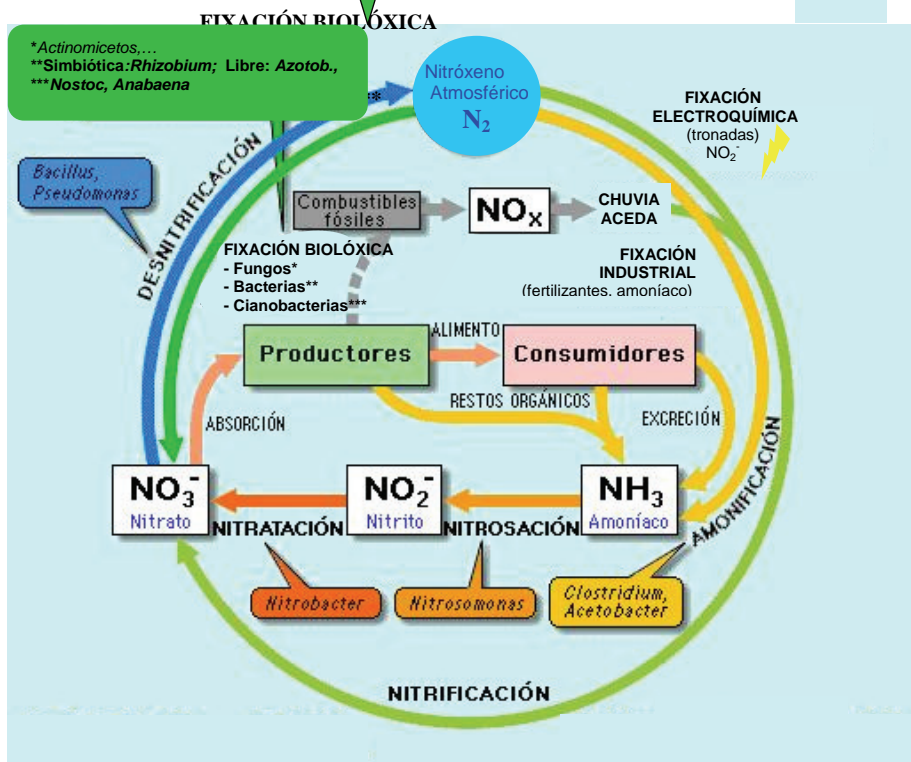 FIXACIÓN BIOLÓXICA
*Actinomicetos,…
**Simbiótica:Rhizobium; Libre: Azotob.,
***Nostoc, Anabaena
**
Nitróxeno
Atmosférico
N₂
FIXACIÓN
ELECTROQUÍMICA
(tronadas)
NO₂⁻
DESNITRIFICACIÓN
Bacillus,
Pseudomonas
Combustibles
fósiles
NOₓ
CHUVIA
ACEDA
FIXACIÓN BIOLÓXICA
- Fungos*
- Bacterias**
- Cianobacterias***
FIXACIÓN
INDUSTRIAL
(fertilizantes. amoníaco)
Productores
ALIMENTO
Consumidores
RESTOS ORGÁNICOS
EXCRECIÓN
ABSORCIÓN
NO₃⁻
Nitrato
NITRATACIÓN
NO₂⁻
Nitrito
NITROSACIÓN
NH₃
Amoníaco
AMONIFICACIÓN
Nitrobacter
Nitrosomonas
Clostridium,
Acetobacter
NITRIFICACIÓN